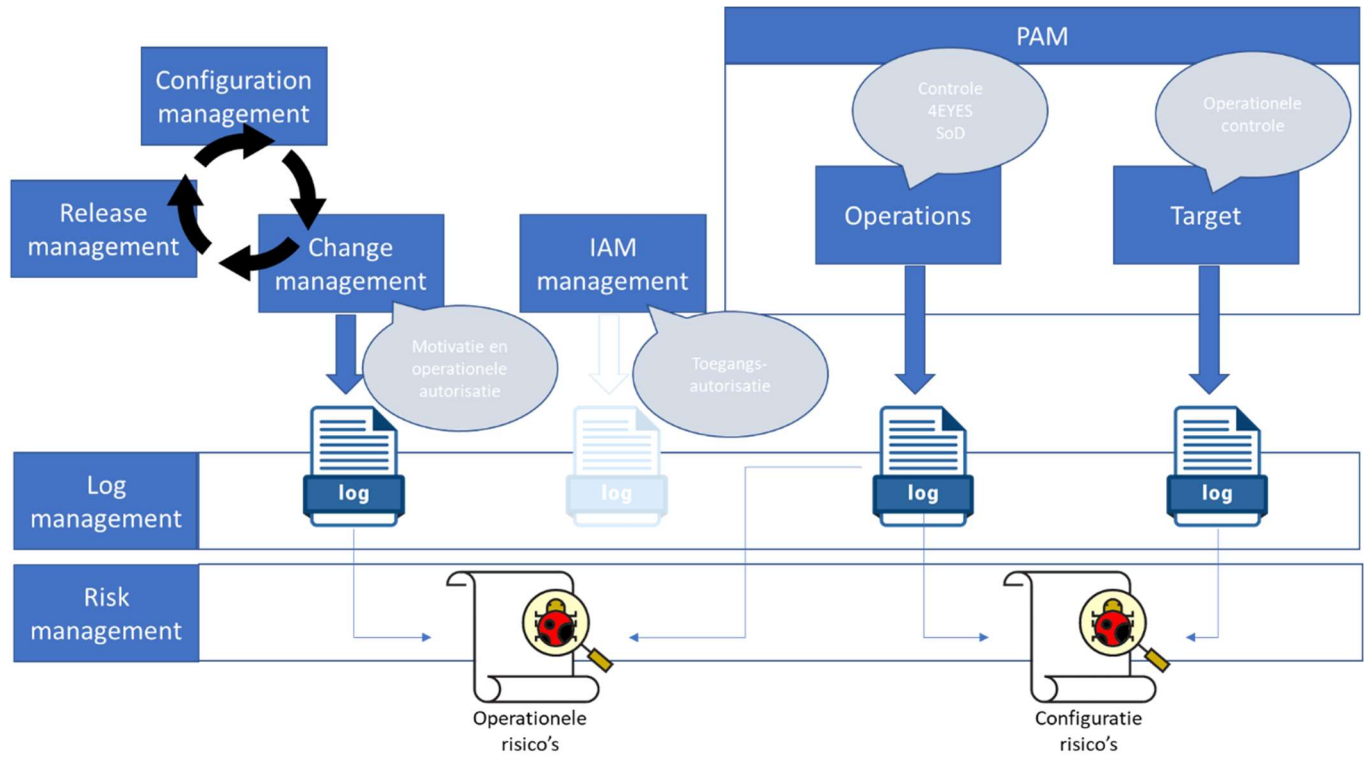 PAM
Configuration
management
Controle
4EYES
SoD
Operationele
controle
Release
management
Change
management
IAM
management
Operations
Target
Motivatie en
operationele
autorisatie
Toegangs-
autorisatie
Log
management
log
log
log
log
Risk
management
Operationele
risico's
Configuratie
risico's